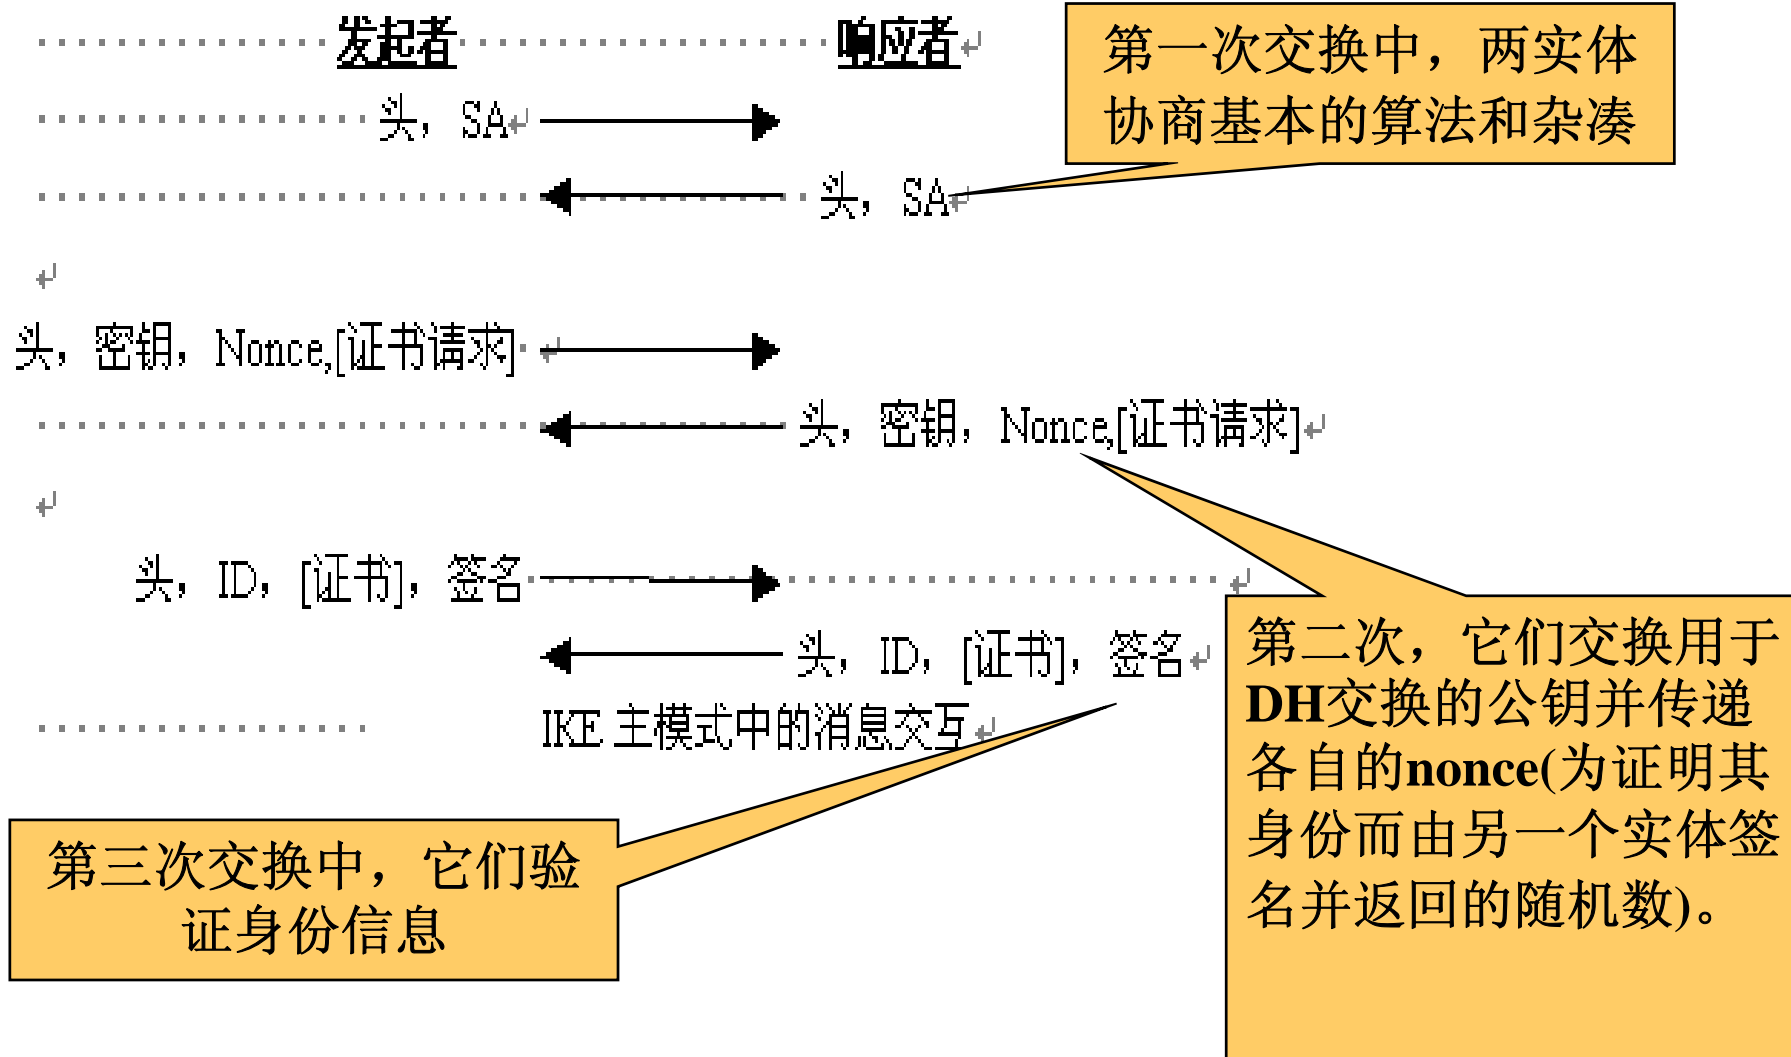 发起者 响应者
头，SA
头，SA
头，密钥，Nonce,[证书请求]
头，密钥，Nonce,[证书请求]
头，ID，[证书]，签名
头，ID，[证书]，签名
IKE 主模式中的消息交互
第一次交换中，两实体
协商基本的算法和杂凑
第二次，它们交换用于
DH交换的公钥并传递
各自的nonce(为证明其
身份而由另一个实体签
名并返回的随机数)。
第三次交换中，它们验
证身份信息